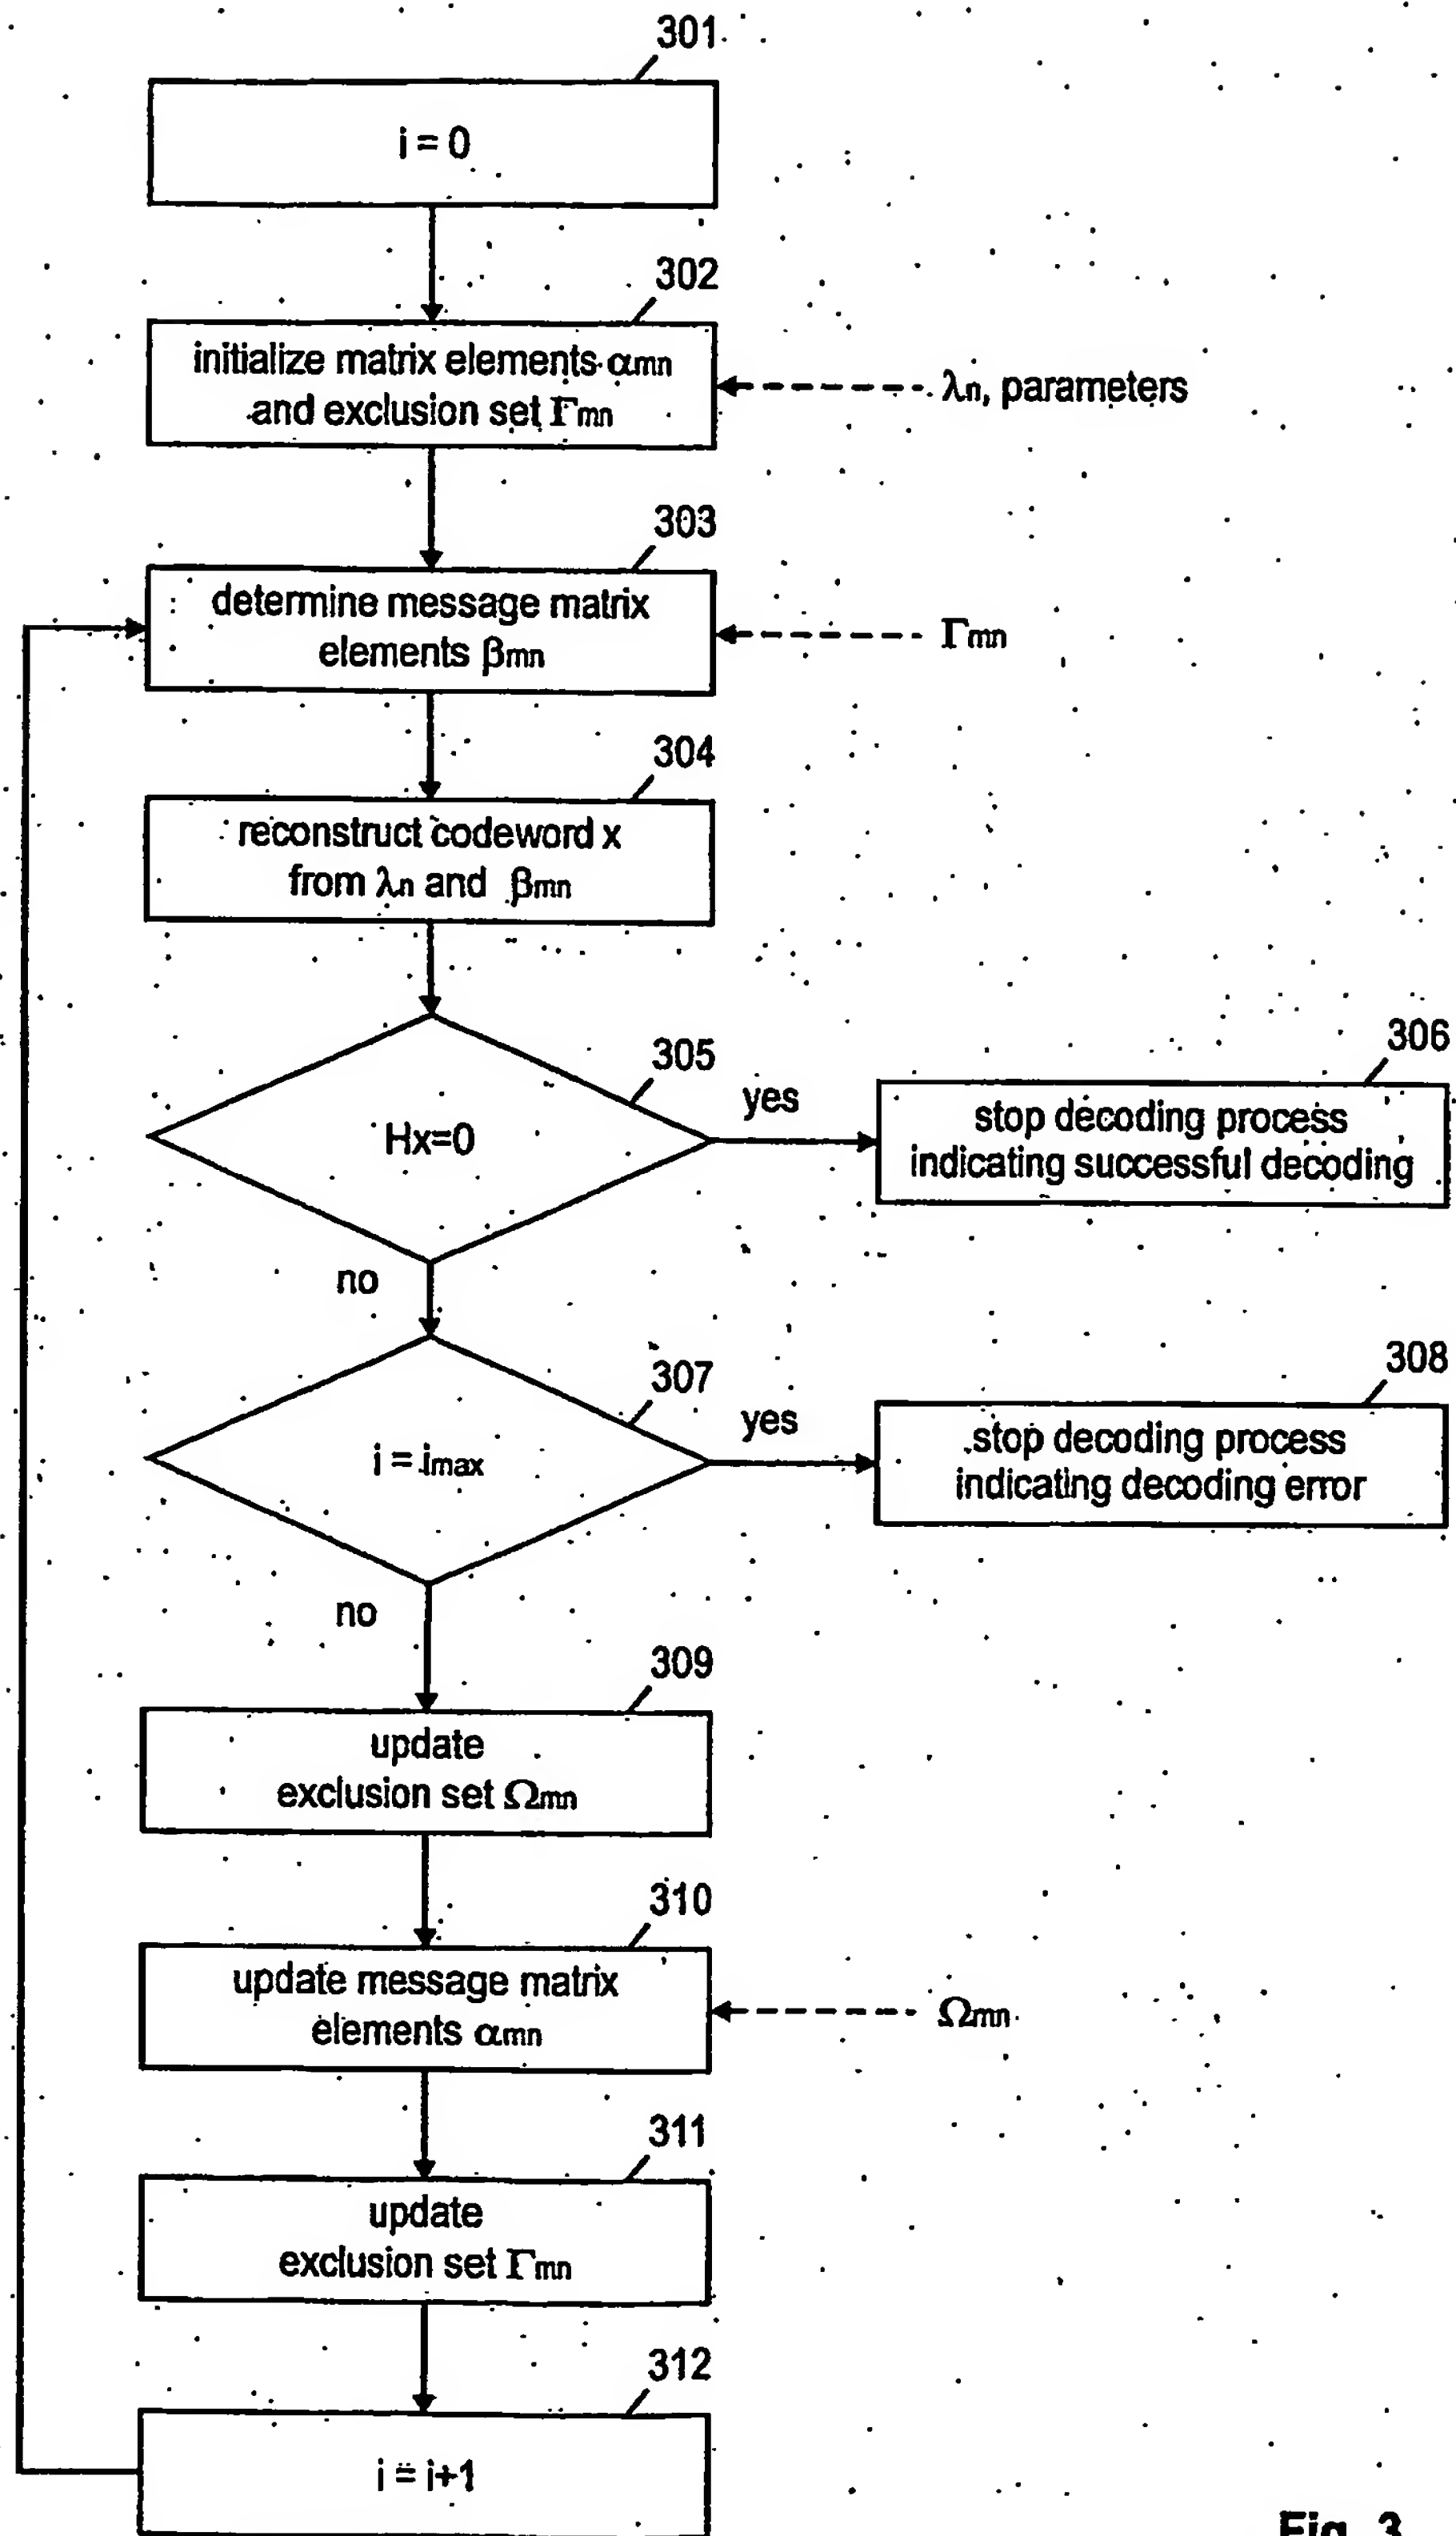 301
i = 0
302
initialize matrix elements αmn
and exclusion set Γmn
λn, parameters
303
determine message matrix
elements βmn
Γmn
304
reconstruct codeword x
from λn and βmn
305
Hx=0
yes
306
stop decoding process
indicating successful decoding
no
307
i = imax
yes
308
stop decoding process
indicating decoding error
no
309
update
exclusion set Ωmn
310
update message matrix
elements αmn
Ωmn
311
update
exclusion set Γmn
312
i = i+1
Fig. 3